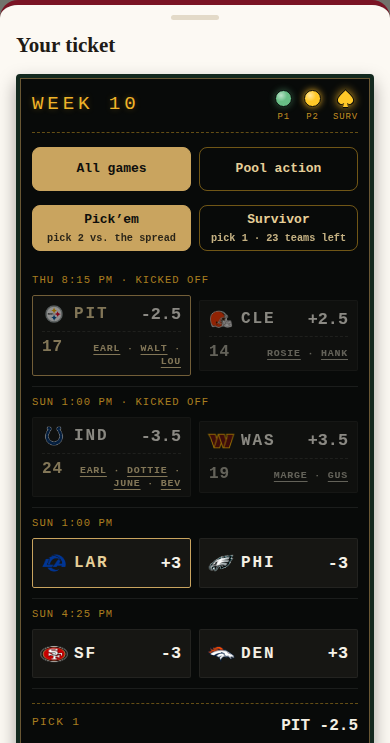 Your ticket
WEEK 10
P1 P2 SURV
All games Pool action
Pick’em Survivor
pick 2 vs. the spread pick 1 · 23 teams left
THU 8:15 PM · KICKED OFF
PIT -2.5 CLE +2.5
17 EARL · WALT · LOU 14 ROSIE · HANK
SUN 1:00 PM · KICKED OFF
IND -3.5 WAS +3.5
24 EARL · DOTTIE · JUNE · BEV 19 MARGE · GUS
SUN 1:00 PM
LAR +3 PHI -3
SUN 4:25 PM
SF -3 DEN +3
PICK 1 PIT -2.5